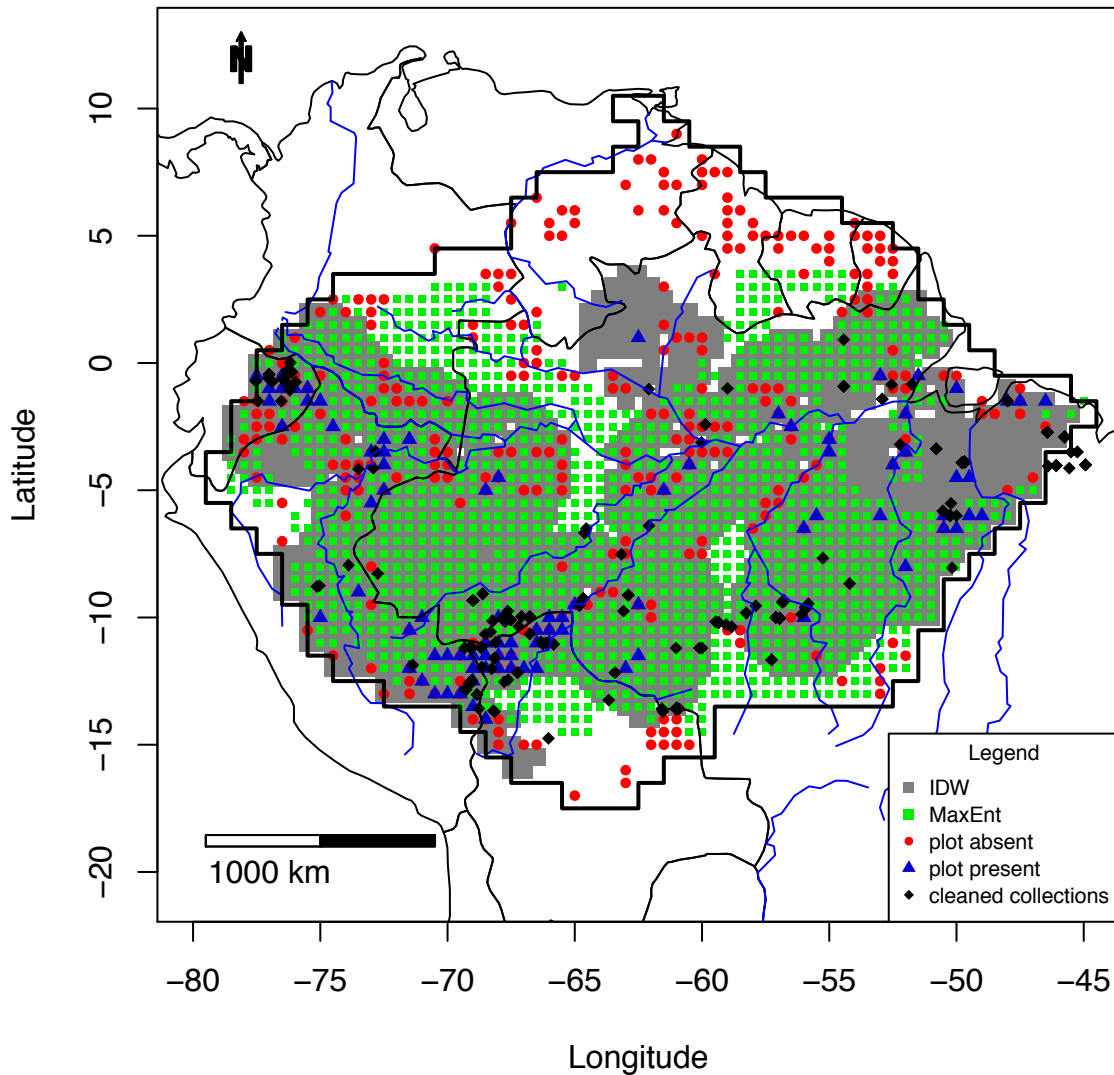 N
Latitude
10
5
0
−5
−10
−15
−20
1000 km
Legend
IDW
MaxEnt
plot absent
plot present
cleaned collections
−80 −75 −70 −65 −60 −55 −50 −45
Longitude